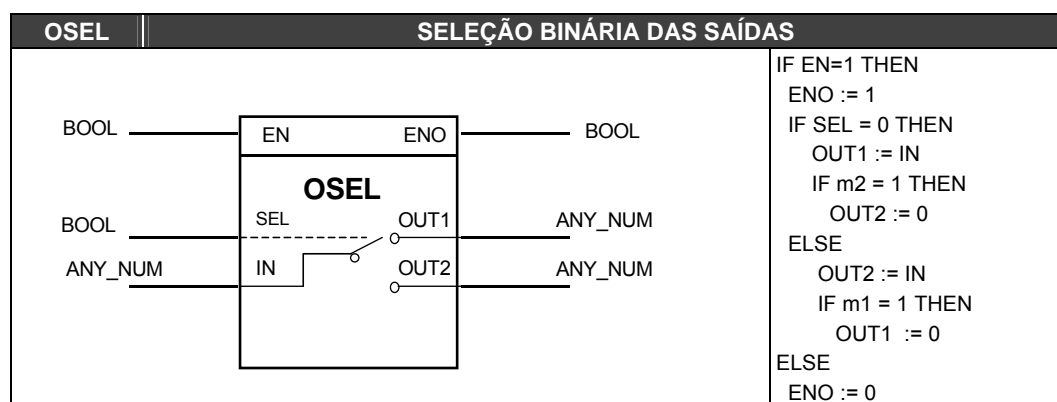 OSEL SELEÇÃO BINÁRIA DAS SAÍDAS
BOOL EN ENO BOOL
OSEL
BOOL SEL OUT1 ANY_NUM
ANY_NUM IN OUT2 ANY_NUM
IF EN=1 THEN
ENO := 1
IF SEL = 0 THEN
OUT1 := IN
IF m2 = 1 THEN
OUT2 := 0
ELSE
OUT2 := IN
IF m1 = 1 THEN
OUT1 := 0
ELSE
ENO := 0